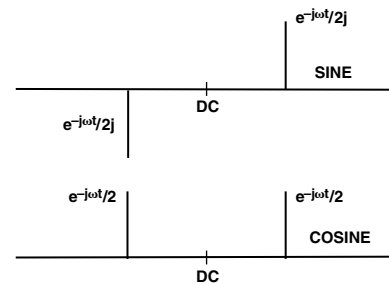 e–jωt/2j
SINE
DC
e–jωt/2j
e–jωt/2
e–jωt/2
COSINE
DC